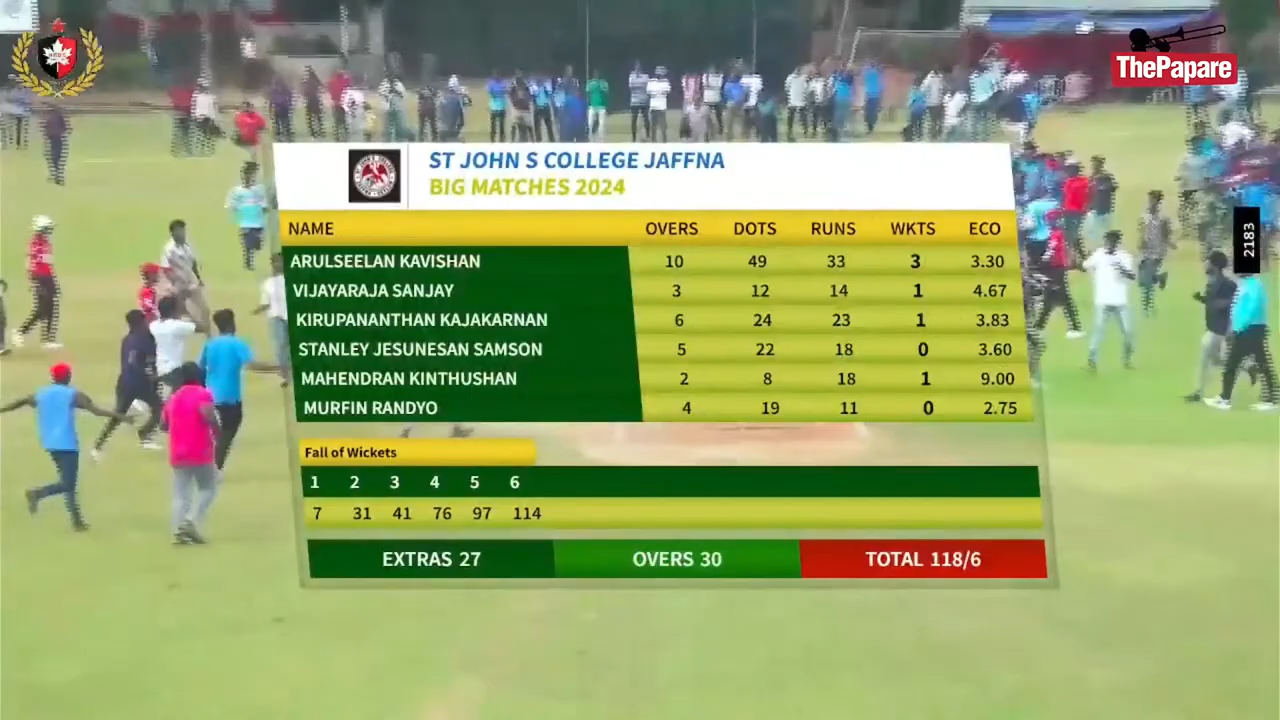 ThePapare
ST JOHN S COLLEGE JAFFNA
BIG MATCHES 2024
NAME OVERS DOTS RUNS WKTS ECO
ARULSEELAN KAVISHAN 10 49 33 3 3.30
VIJAYARAJA SANJAY 3 12 14 1 4.67
KIRUPANANTHAN KAJAKARNAN 6 24 23 1 3.83
STANLEY JESUNESAN SAMSON 5 22 18 0 3.60
MAHENDRAN KINTHUSHAN 2 8 18 1 9.00
MURFIN RANDYO 4 19 11 0 2.75
Fall of Wickets
1 2 3 4 5 6
7 31 41 76 97 114
EXTRAS 27 OVERS 30 TOTAL 118/6
2183